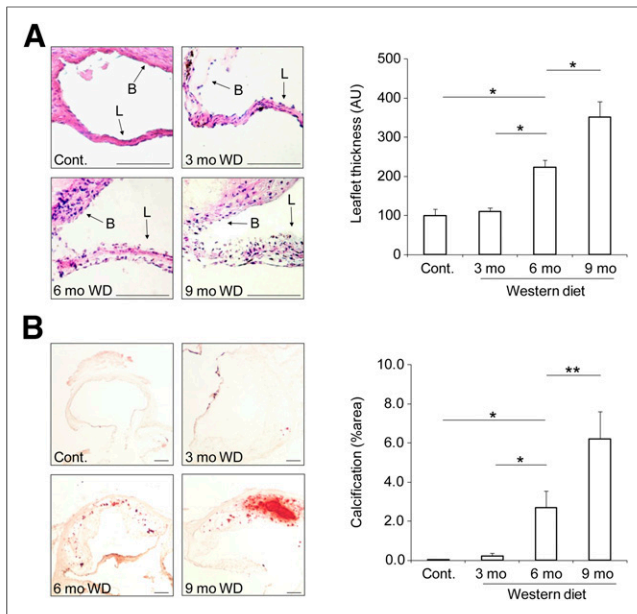 A
B
L
Cont.
B
L
3 mo WD
B
L
6 mo WD
B
L
9 mo WD
Leaflet thickness (AU)
500
400
300
200
100
0
*
*
*
Cont.
3 mo
6 mo
9 mo
Western diet
B
Cont.
3 mo WD
6 mo WD
9 mo WD
Calcification (%area)
10.0
8.0
6.0
4.0
2.0
0.0
**
*
*
Cont.
3 mo
6 mo
9 mo
Western diet